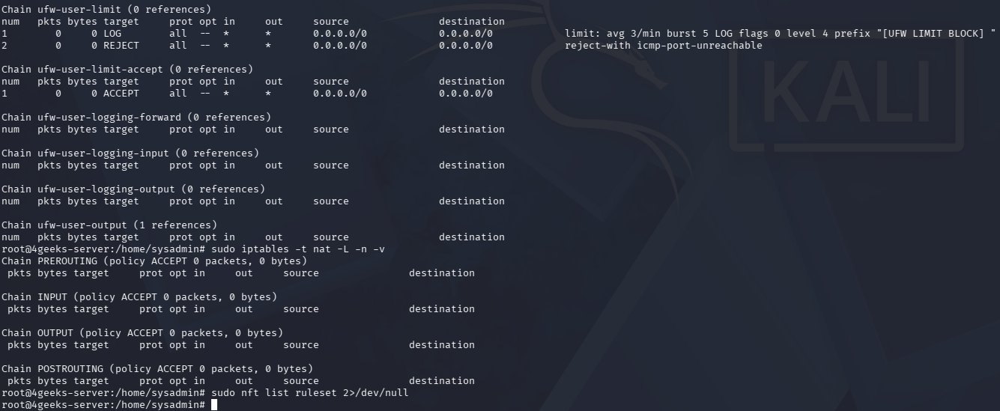 Chain ufw-user-limit (0 references)
num   pkts bytes target     prot opt in     out     source               destination
1        0     0 LOG        all  --  *      *       0.0.0.0/0            0.0.0.0/0            limit: avg 3/min burst 5 LOG flags 0 level 4 prefix "[UFW LIMIT BLOCK] "
2        0     0 REJECT     all  --  *      *       0.0.0.0/0            0.0.0.0/0            reject-with icmp-port-unreachable

Chain ufw-user-limit-accept (0 references)
num   pkts bytes target     prot opt in     out     source               destination
1        0     0 ACCEPT     all  --  *      *       0.0.0.0/0            0.0.0.0/0

Chain ufw-user-logging-forward (0 references)
num   pkts bytes target     prot opt in     out     source               destination

Chain ufw-user-logging-input (0 references)
num   pkts bytes target     prot opt in     out     source               destination

Chain ufw-user-logging-output (0 references)
num   pkts bytes target     prot opt in     out     source               destination

Chain ufw-user-output (1 references)
num   pkts bytes target     prot opt in     out     source               destination
root@4geeks-server:/home/sysadmin# sudo iptables -t nat -L -n -v
Chain PREROUTING (policy ACCEPT 0 packets, 0 bytes)
 pkts bytes target     prot opt in     out     source               destination

Chain INPUT (policy ACCEPT 0 packets, 0 bytes)
 pkts bytes target     prot opt in     out     source               destination

Chain OUTPUT (policy ACCEPT 0 packets, 0 bytes)
 pkts bytes target     prot opt in     out     source               destination

Chain POSTROUTING (policy ACCEPT 0 packets, 0 bytes)
 pkts bytes target     prot opt in     out     source               destination
root@4geeks-server:/home/sysadmin# sudo nft list ruleset 2>/dev/null
root@4geeks-server:/home/sysadmin#
KALI